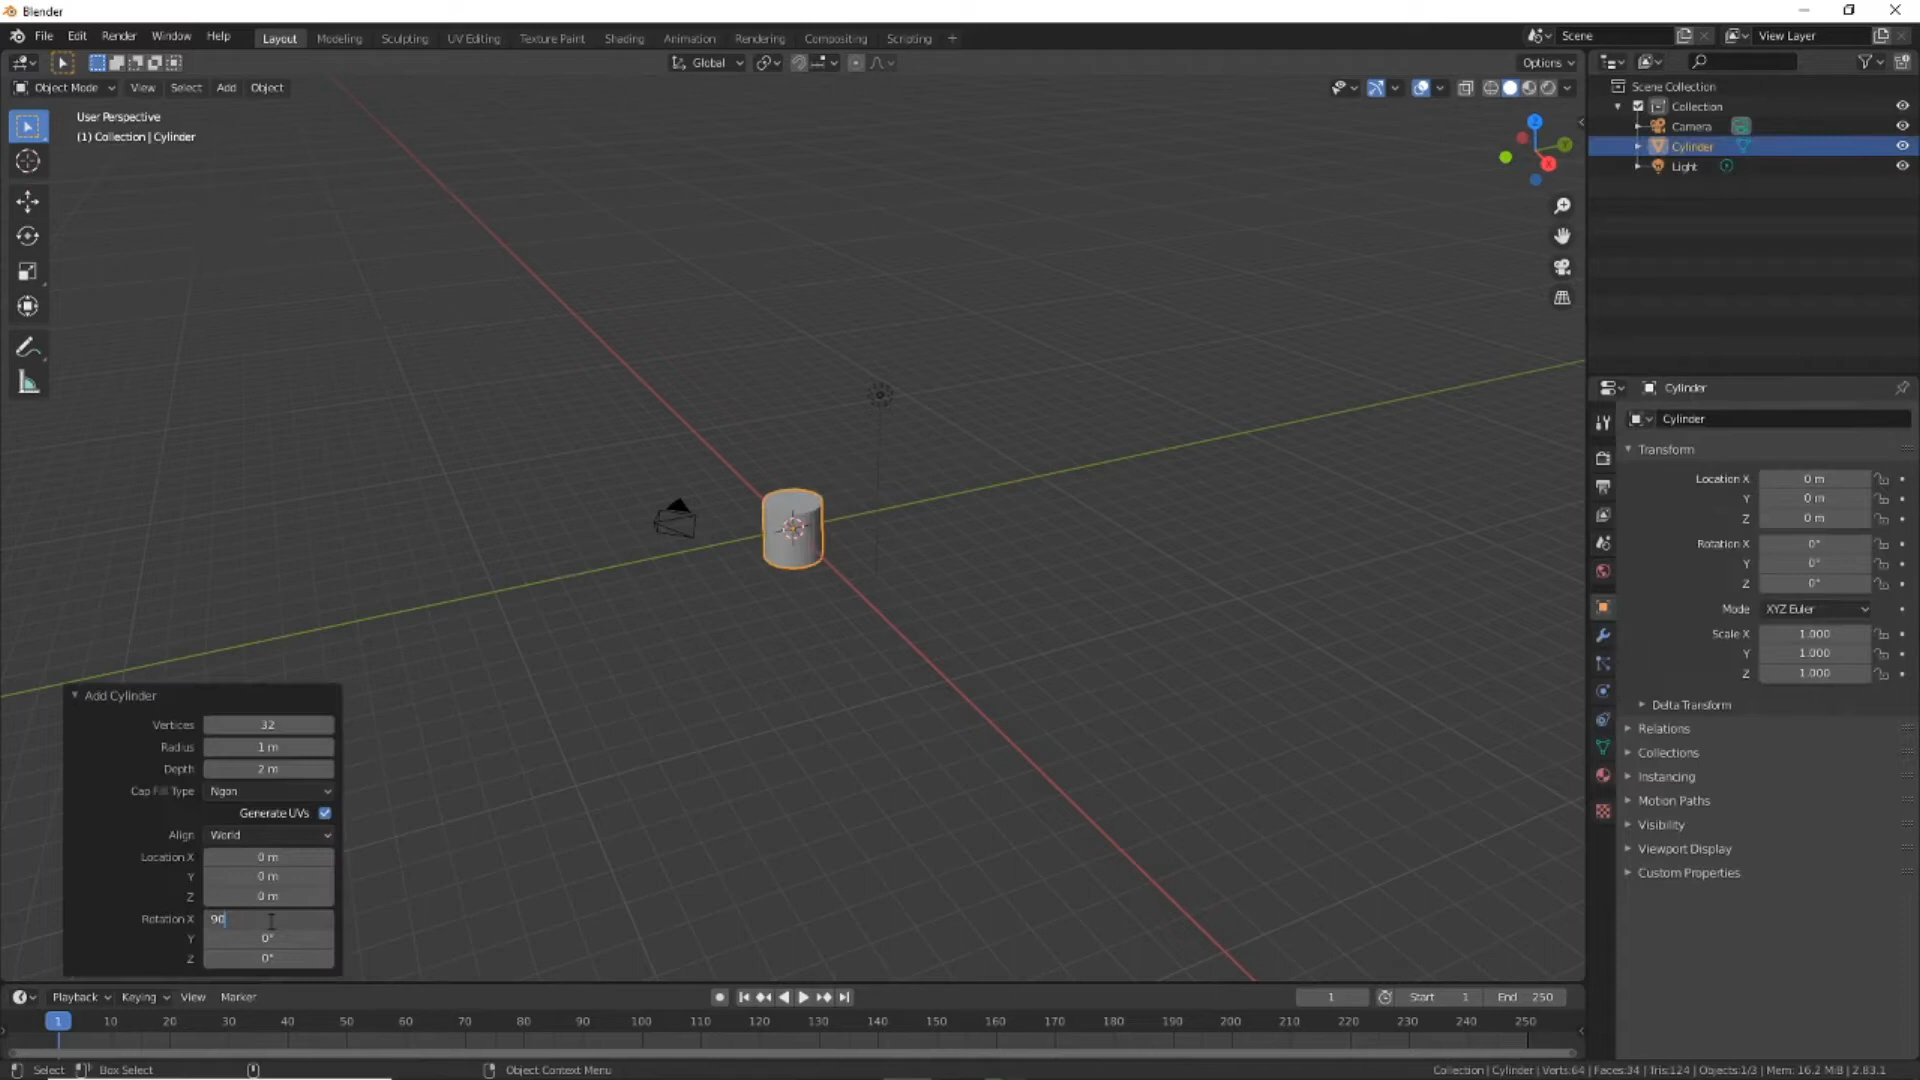 Blender
File Edit Render Window Help Layout Modeling Sculpting UV Editing Texture Paint Shading Animation Rendering Compositing Scripting + Scene View Layer
Global Options
Object Mode View Select Add Object
User Perspective
(1) Collection | Cylinder
Z
Y
X
Scene Collection
Collection
Camera
Cylinder
Light
Cylinder
Cylinder
Transform
Location X 0 m
Y 0 m
Z 0 m
Rotation X 0°
Y 0°
Z 0°
Mode XYZ Euler
Scale X 1.000
Y 1.000
Z 1.000
Delta Transform
Relations
Collections
Instancing
Motion Paths
Visibility
Viewport Display
Custom Properties
Add Cylinder
Vertices 32
Radius 1 m
Depth 2 m
Cap Fill Type Ngon
Generate UVs
Align World
Location X 0 m
Y 0 m
Z 0 m
Rotation X 90
Y 0°
Z 0°
Playback Keying View Marker 1 Start 1 End 250
1 10 20 30 40 50 60 70 80 90 100 110 120 130 140 150 160 170 180 190 200 210 220 230 240 250
Select Box Select Object Context Menu Collection | Cylinder | Verts:64 | Faces:34 | Tris:124 | Objects:1/3 | Mem: 16.2 MiB | 2.83.1